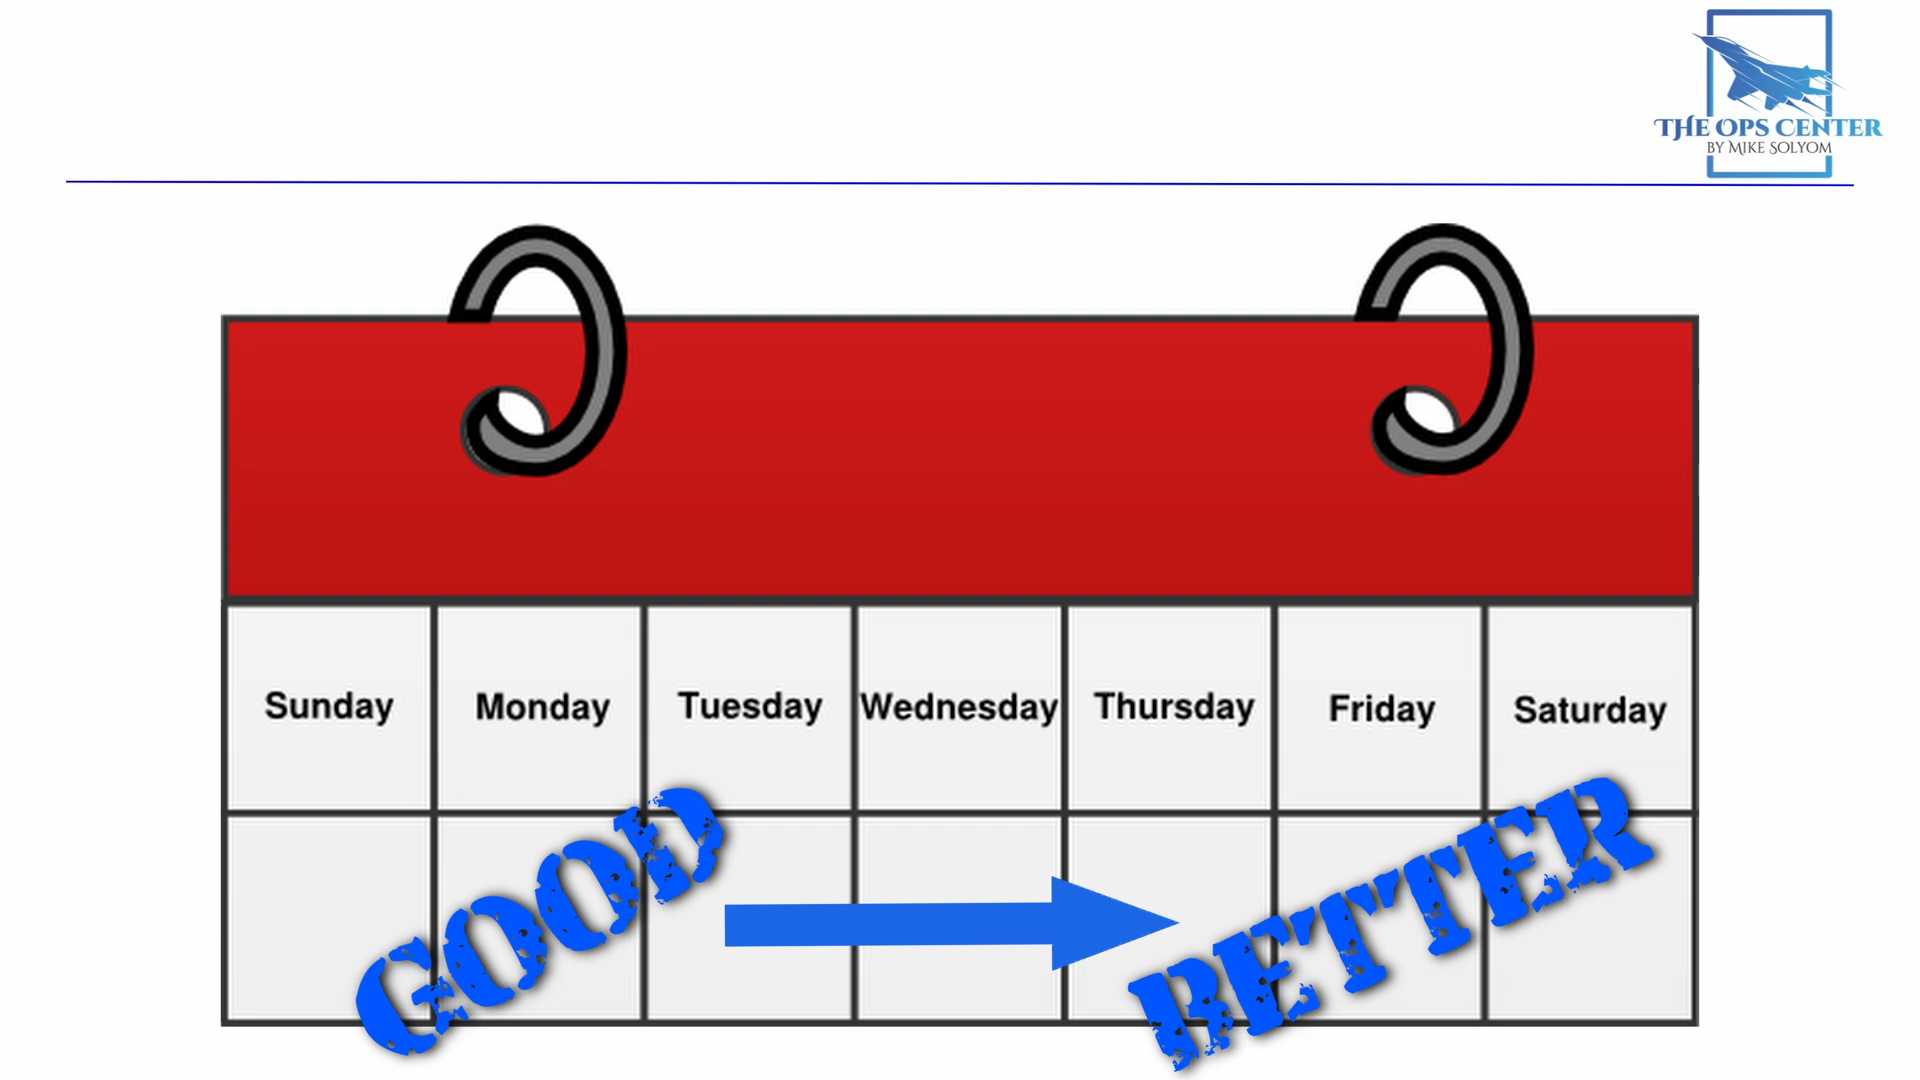 THE OPS CENTER
BY MIKE SOLYOM
Sunday Monday Tuesday Wednesday Thursday Friday Saturday
GOOD BETTER